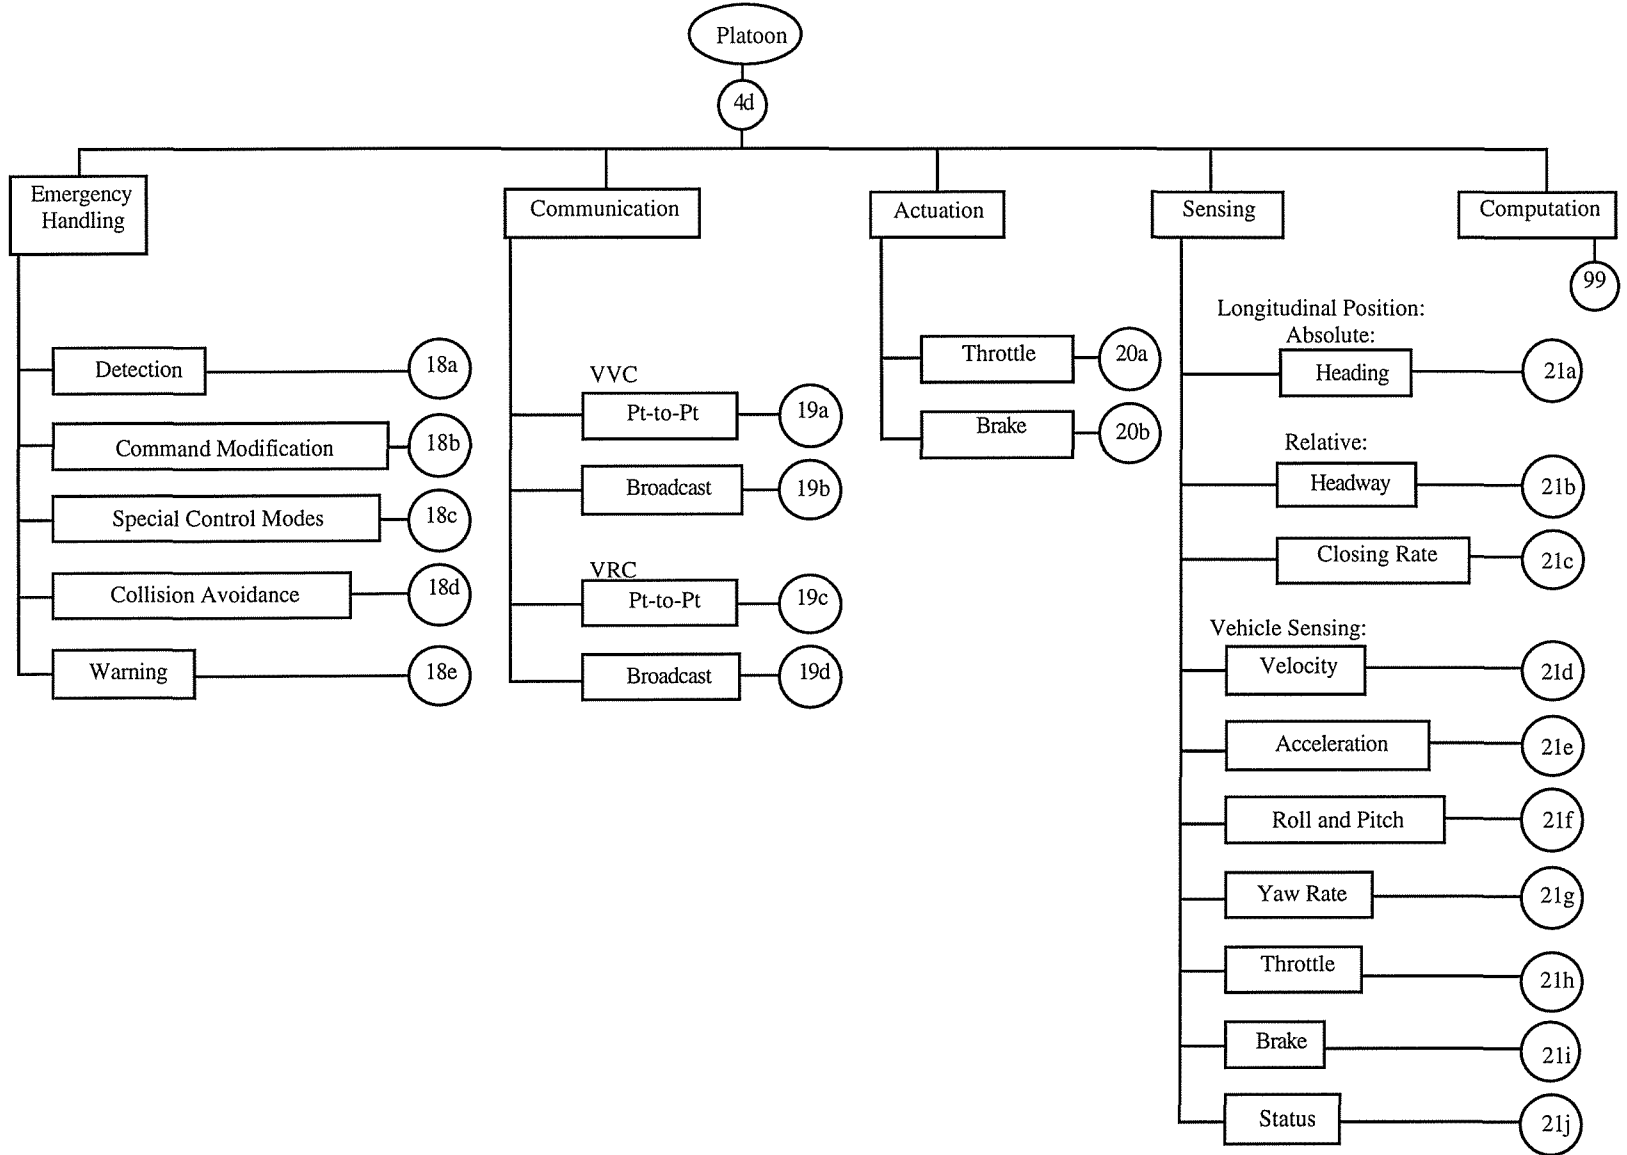 Platoon
4d
Emergency
Handling
Communication
Actuation
Sensing
Computation
99
Detection
18a
Command Modification
18b
Special Control Modes
18c
Collision Avoidance
18d
Warning
18e
VVC
Pt-to-Pt
19a
Broadcast
19b
VRC
Pt-to-Pt
19c
Broadcast
19d
Throttle
20a
Brake
20b
Longitudinal Position:
Absolute:
Heading
21a
Relative:
Headway
21b
Closing Rate
21c
Vehicle Sensing:
Velocity
21d
Acceleration
21e
Roll and Pitch
21f
Yaw Rate
21g
Throttle
21h
Brake
21i
Status
21j